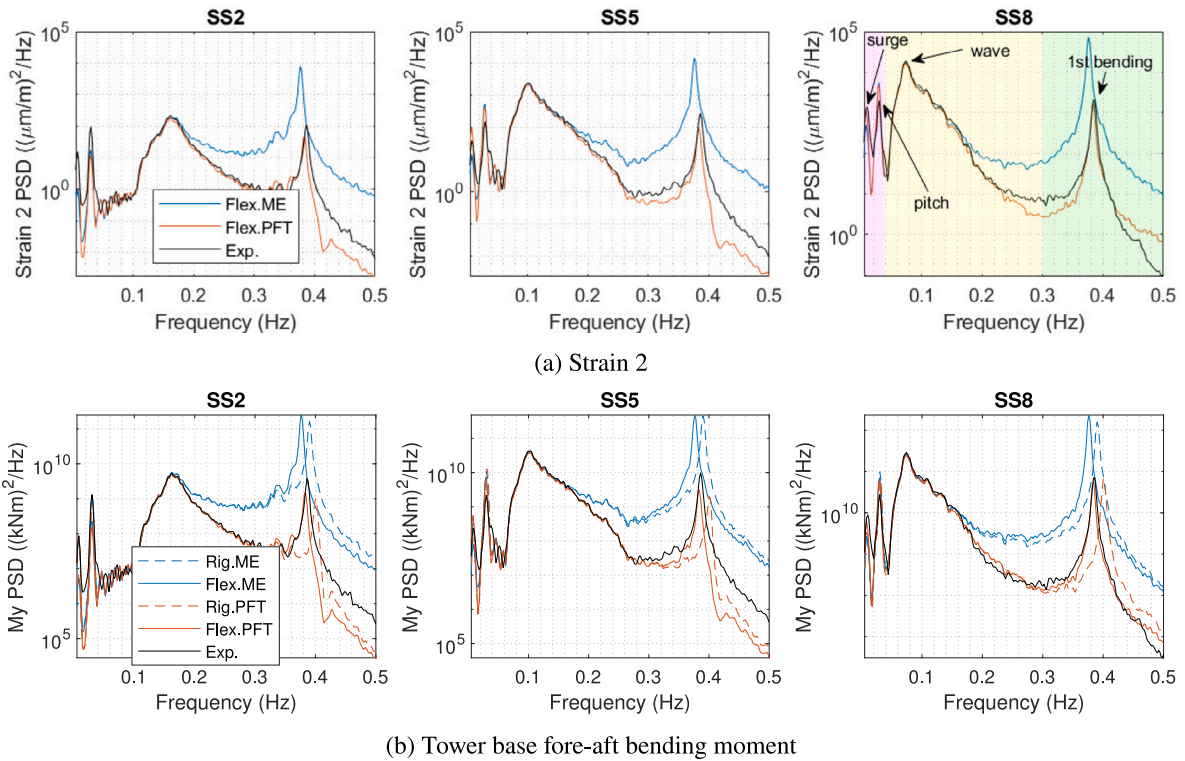 SS2
SS5
SS8
10^5
10^0
Strain 2 PSD ((μm/m)^2/Hz)
Flex.ME
Flex.PFT
Exp.
0.1 0.2 0.3 0.4 0.5
Frequency (Hz)
10^5
10^0
Strain 2 PSD ((μm/m)^2/Hz)
0.1 0.2 0.3 0.4 0.5
Frequency (Hz)
10^5
10^0
Strain 2 PSD ((μm/m)^2/Hz)
surge
wave
1st bending
pitch
0.1 0.2 0.3 0.4 0.5
Frequency (Hz)
(a) Strain 2
SS2
SS5
SS8
10^10
10^5
My PSD ((kNm)^2/Hz)
Rig.ME
Flex.ME
Rig.PFT
Flex.PFT
Exp.
0.1 0.2 0.3 0.4 0.5
Frequency (Hz)
10^10
10^5
My PSD ((kNm)^2/Hz)
0.1 0.2 0.3 0.4 0.5
Frequency (Hz)
10^10
My PSD ((kNm)^2/Hz)
0.1 0.2 0.3 0.4 0.5
Frequency (Hz)
(b) Tower base fore-aft bending moment